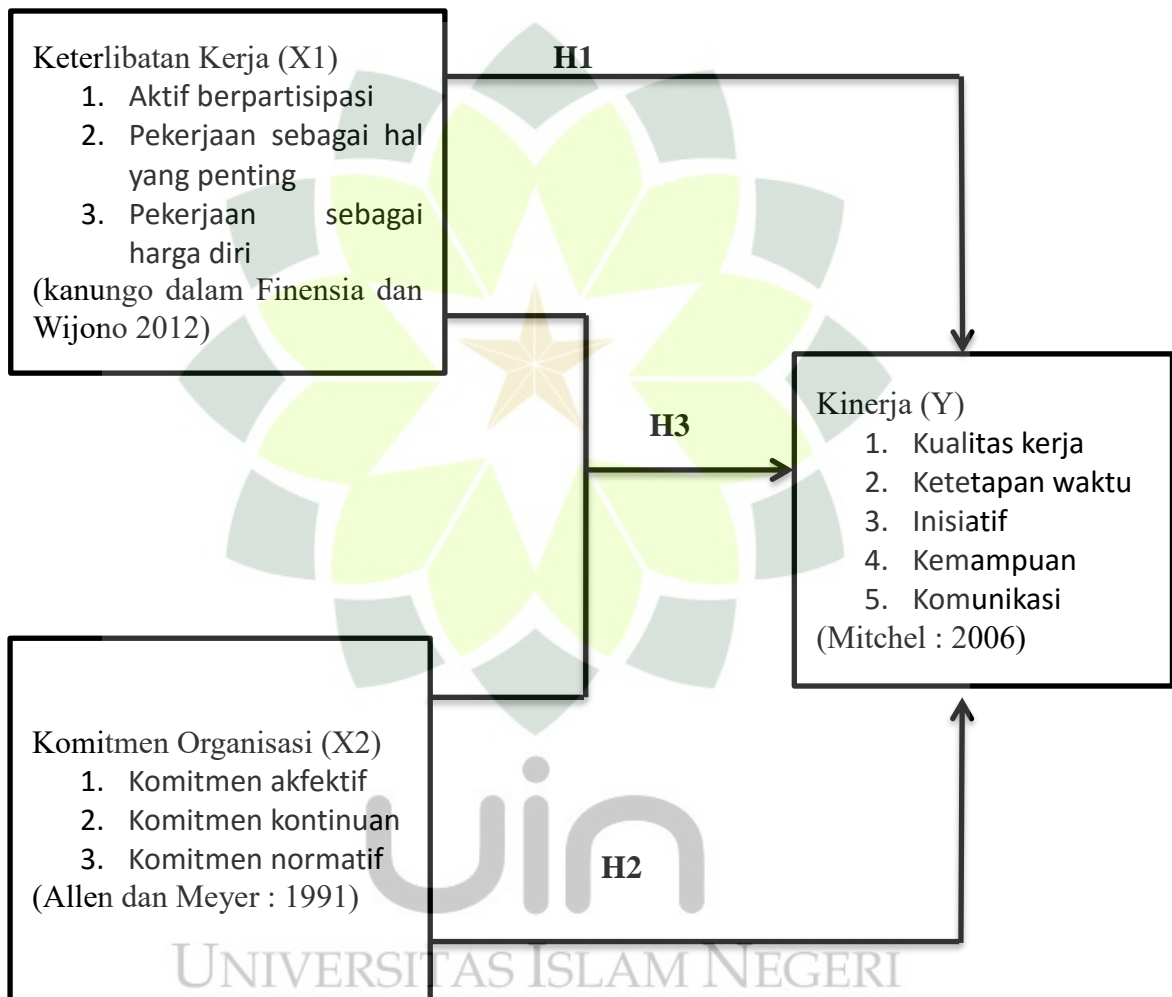 Keterlibatan Kerja (X1)
1. Aktif berpartisipasi
2. Pekerjaan sebagai hal
yang penting
3. Pekerjaan sebagai
harga diri
(kanungo dalam Finensia dan
Wijono 2012)
H1
H3
Kinerja (Y)
1. Kualitas kerja
2. Ketetapan waktu
3. Inisiatif
4. Kemampuan
5. Komunikasi
(Mitchel : 2006)
Komitmen Organisasi (X2)
1. Komitmen akfektif
2. Komitmen kontinuan
3. Komitmen normatif
(Allen dan Meyer : 1991)
H2
uin
UNIVERSITAS ISLAM NEGERI